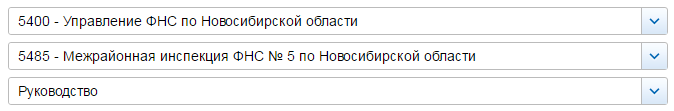 5400 - Управление ФНС по Новосибирской области
5485 - Межрайонная инспекция ФНС № 5 по Новосибирской области
Руководство